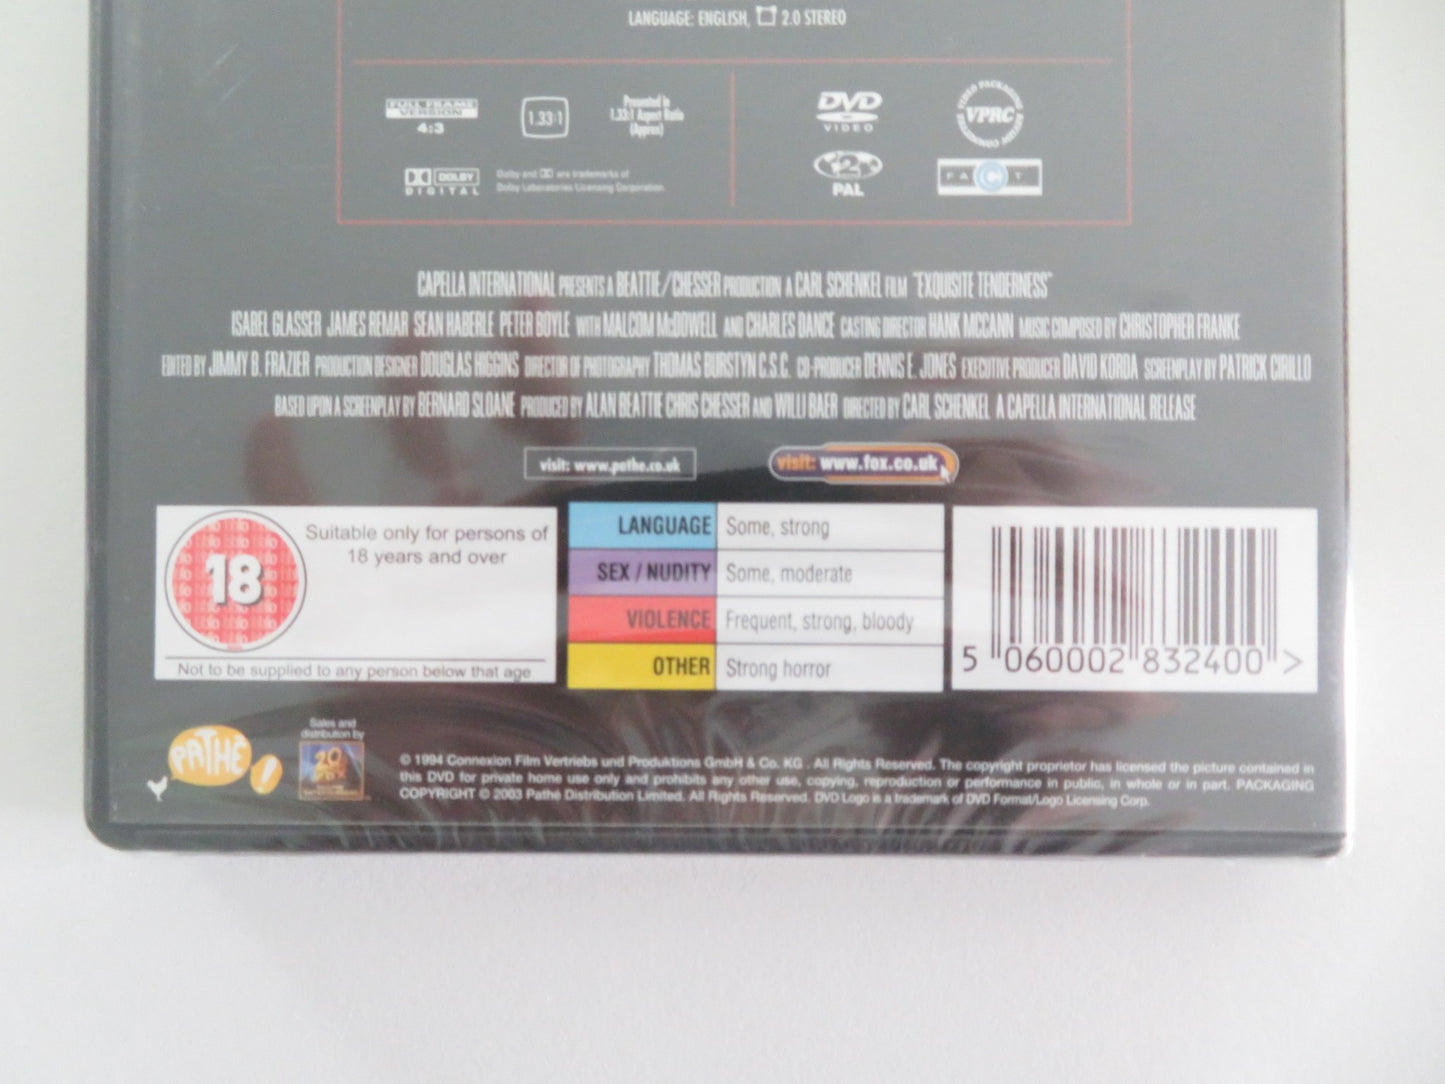 LANGUAGE: ENGLISH, 2.0 STEREO
FULL FRAME
VERSION
4:3
1.33:1
Presented in
1.33:1 Aspect Ratio
(Approx)
DOLBY
DIGITAL
Dolby and are trademarks of
Dolby Laboratories Licensing Corporation.
DVD
VIDEO
VPRC
2
PAL
FACT
CAPELLA INTERNATIONAL PRESENTS A BEATTIE/CHESSER PRODUCTION A CARL SCHENKEL FILM "EXQUISITE TENDERNESS"
ISABEL GLASSER JAMES REMAR SEAN HABERLE PETER BOYLE WITH MALCOM McDOWELL AND CHARLES DANCE CASTING DIRECTOR HANK MCCANN MUSIC COMPOSED BY CHRISTOPHER FRANKE
EDITED BY JIMMY B. FRAZIER PRODUCTION DESIGNER DOUGLAS HIGGINS DIRECTOR OF PHOTOGRAPHY THOMAS BURSTYN C.S.C. CO-PRODUCER DENNIS E. JONES EXECUTIVE PRODUCER DAVID KORDA SCREENPLAY BY PATRICK CIRILLO
BASED UPON A SCREENPLAY BY BERNARD SLOANE PRODUCED BY ALAN BEATTIE CHRIS CHESSER AND WILLI BAER DIRECTED BY CARL SCHENKEL A CAPELLA INTERNATIONAL RELEASE
visit: www.pathe.co.uk
visit: www.fox.co.uk
18
Suitable only for persons of
18 years and over
Not to be supplied to any person below that age
LANGUAGE Some, strong
SEX / NUDITY Some, moderate
VIOLENCE Frequent, strong, bloody
OTHER Strong horror
5 060002 832400 >
PATHE!
Sales and
distribution by
20
FOX
© 1994 Connexion Film Vertriebs und Produktions GmbH & Co. KG . All Rights Reserved. The copyright proprietor has licensed the picture contained in
this DVD for private home use only and prohibits any other use, copying, reproduction or performance in public, in whole or in part. PACKAGING
COPYRIGHT © 2003 Pathé Distribution Limited. All Rights Reserved. DVD Logo is a trademark of DVD Format/Logo Licensing Corp.